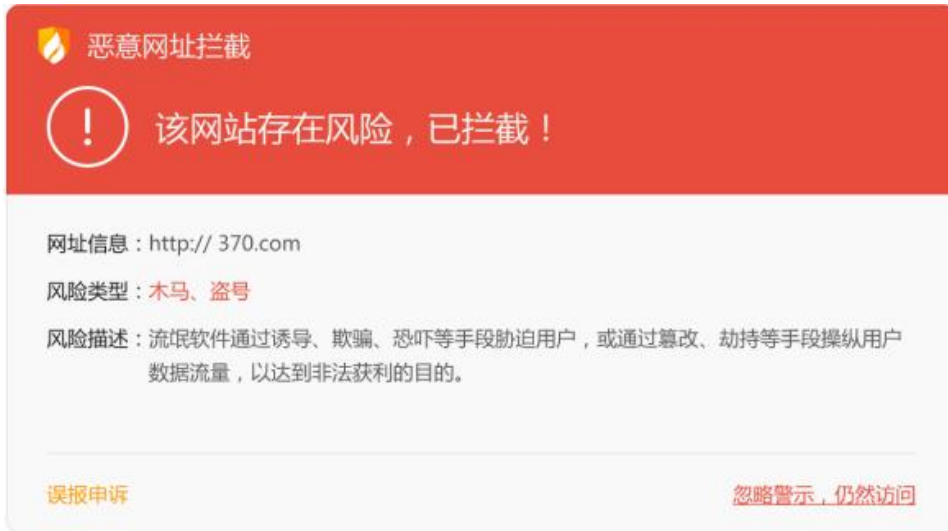 恶意网址拦截
!
该网站存在风险，已拦截！
网址信息：http:// 370.com
风险类型：木马、盗号
风险描述：流氓软件通过诱导、欺骗、恐吓等手段胁迫用户，或通过篡改、劫持等手段操纵用户
数据流量，以达到非法获利的目的。
误报申诉
忽略警示，仍然访问